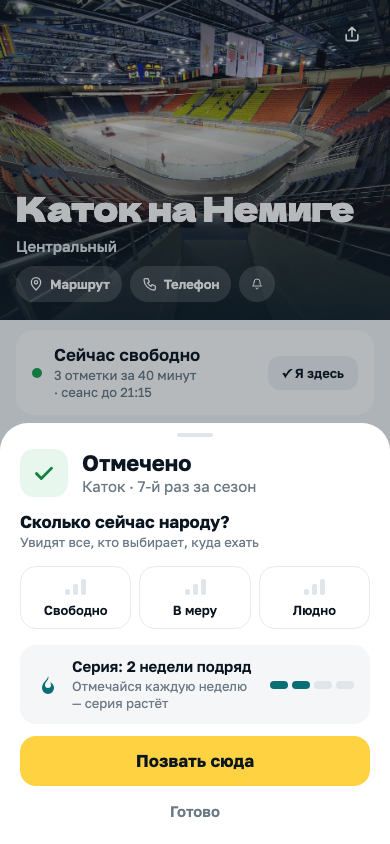 Каток на Немиге
Центральный
Маршрут
Телефон
Сейчас свободно
3 отметки за 40 минут
· сеанс до 21:15
✓ Я здесь
Отмечено
Каток · 7-й раз за сезон
Сколько сейчас народу?
Увидят все, кто выбирает, куда ехать
Свободно
В меру
Людно
Серия: 2 недели подряд
Отмечайся каждую неделю
— серия растёт
Позвать сюда
Готово